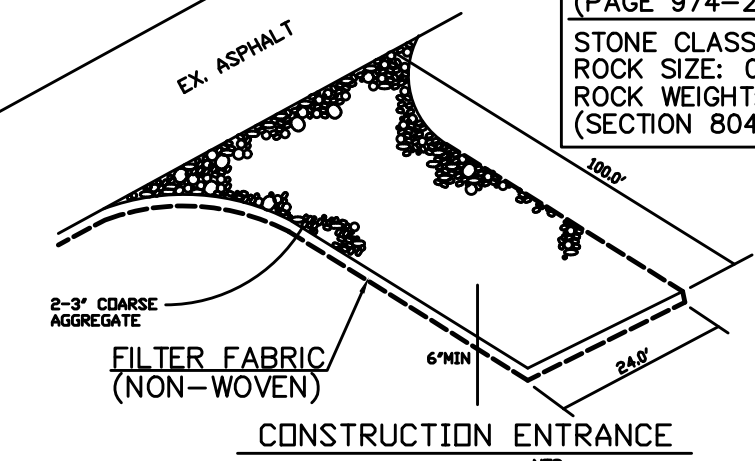 (PAGE 974-2
STONE CLASS
ROCK SIZE:
ROCK WEIGHT:
(SECTION 804
EX. ASPHALT
100.0'
2-3" COARSE
AGGREGATE
FILTER FABRIC
(NON-WOVEN)
6"MIN
24.0'
CONSTRUCTION ENTRANCE
NTS